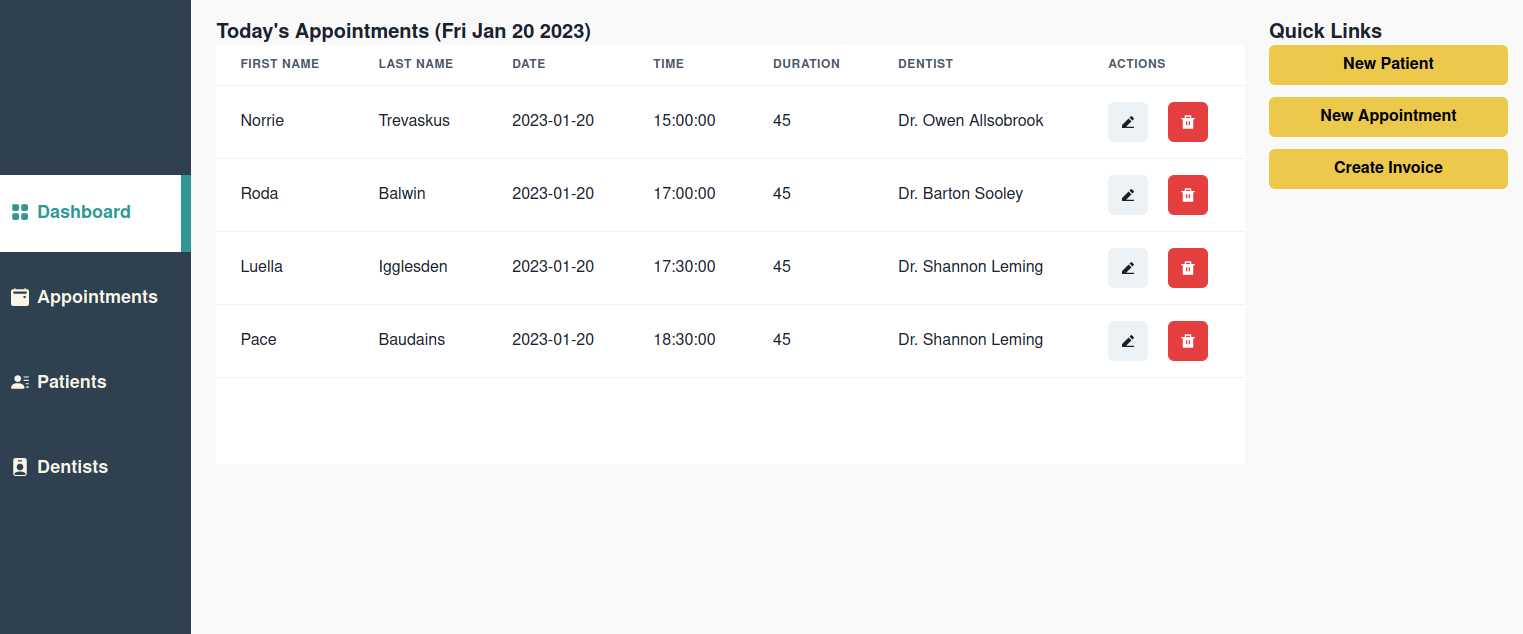 Dashboard
Appointments
Patients
Dentists
Today's Appointments (Fri Jan 20 2023)
FIRST NAME LAST NAME DATE TIME DURATION DENTIST ACTIONS
Norrie Trevaskus 2023-01-20 15:00:00 45 Dr. Owen Allsobrook
Roda Balwin 2023-01-20 17:00:00 45 Dr. Barton Sooley
Luella Igglesden 2023-01-20 17:30:00 45 Dr. Shannon Leming
Pace Baudains 2023-01-20 18:30:00 45 Dr. Shannon Leming
Quick Links
New Patient
New Appointment
Create Invoice